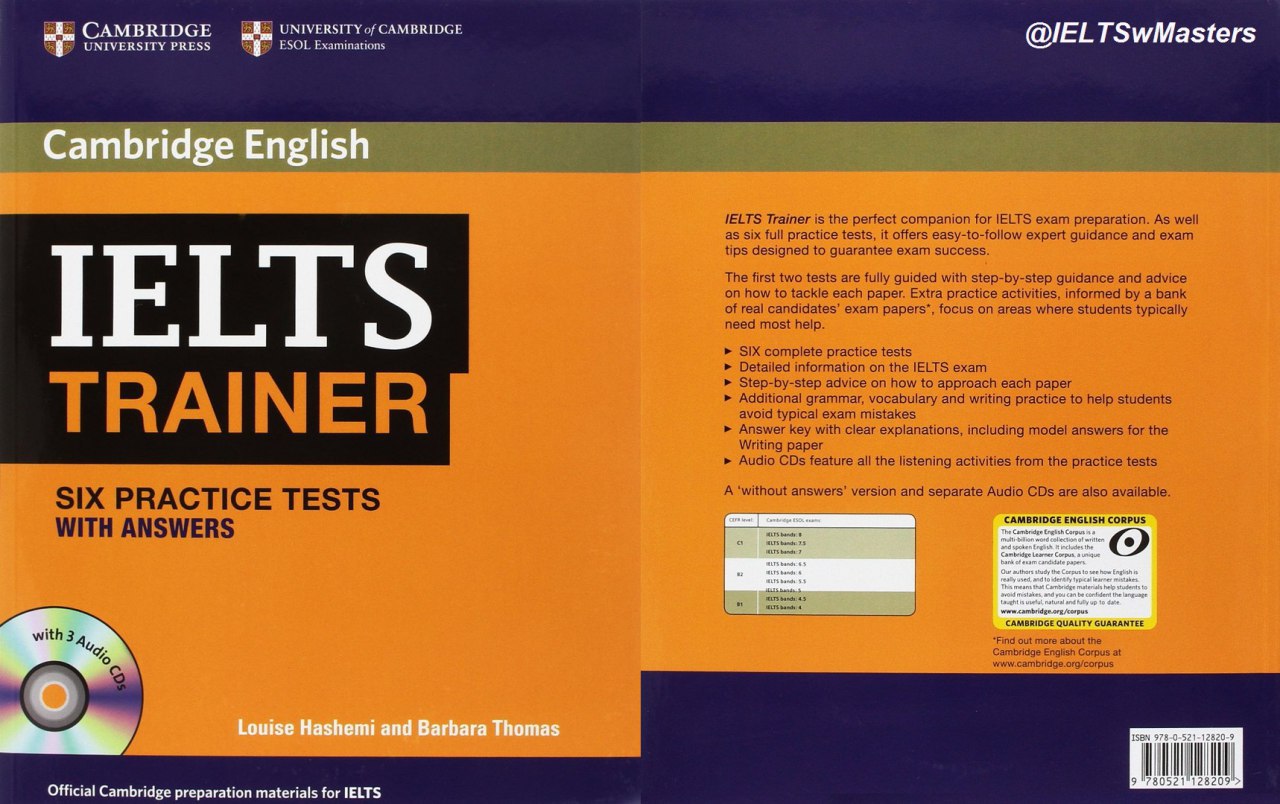 CAMBRIDGE
UNIVERSITY PRESS
UNIVERSITY of CAMBRIDGE
ESOL Examinations
Cambridge English
IELTS
TRAINER
SIX PRACTICE TESTS
WITH ANSWERS
with 3 Audio CDs
Louise Hashemi and Barbara Thomas
Official Cambridge preparation materials for IELTS
@IELTSwMasters
IELTS Trainer is the perfect companion for IELTS exam preparation. As well
as six full practice tests, it offers easy-to-follow expert guidance and exam
tips designed to guarantee exam success.
The first two tests are fully guided with step-by-step guidance and advice
on how to tackle each paper. Extra practice activities, informed by a bank
of real candidates' exam papers*, focus on areas where students typically
need most help.
► SIX complete practice tests
► Detailed information on the IELTS exam
► Step-by-step advice on how to approach each paper
► Additional grammar, vocabulary and writing practice to help students
avoid typical exam mistakes
► Answer key with clear explanations, including model answers for the
Writing paper
► Audio CDs feature all the listening activities from the practice tests
A 'without answers' version and separate Audio CDs are also available.
CEFR level: Cambridge ESOL exams
IELTS bands: 8
C1 IELTS bands: 7.5
IELTS bands: 7
IELTS bands: 6.5
B2 IELTS bands: 6
IELTS bands: 5.5
IELTS bands: 5
B1 IELTS bands: 4.5
IELTS bands: 4
CAMBRIDGE ENGLISH CORPUS
The Cambridge English Corpus is a
multi-billion word collection of written
and spoken English. It includes the
Cambridge Learner Corpus, a unique
bank of exam candidate papers.
Our authors study the Corpus to see how English is
really used, and to identify typical learner mistakes.
This means that Cambridge materials help students to
avoid mistakes, and you can be confident the language
taught is useful, natural and fully up to date.
www.cambridge.org/corpus
CAMBRIDGE QUALITY GUARANTEE
*Find out more about the
Cambridge English Corpus at
www.cambridge.org/corpus
ISBN 978-0-521-12820-9
9 780521 128209 >